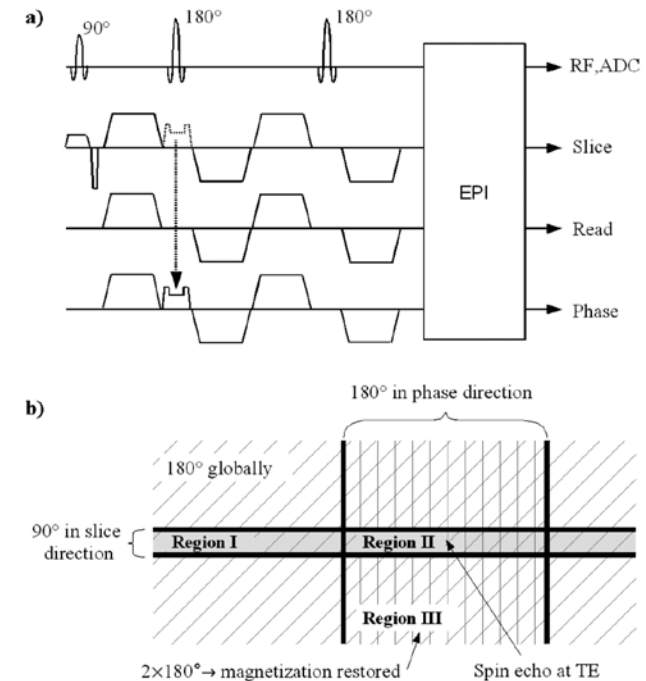 a)
90°
180°
180°
RF,ADC
Slice
EPI
Read
Phase
180° in phase direction
b)
180° globally
90° in slice
direction
Region I
Region II
Region III
2×180°→ magnetization restored
Spin echo at TE